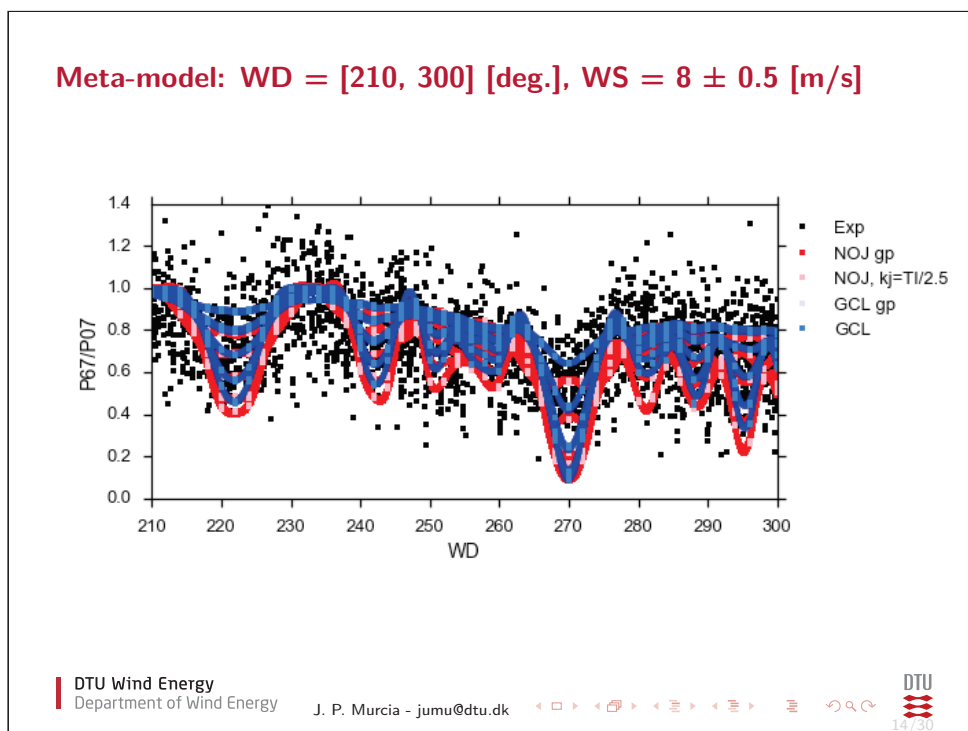 Meta-model: WD = [210, 300] [deg.], WS = 8 ± 0.5 [m/s]
1.4
1.2
1.0
0.8
0.6
0.4
0.2
0.0
P67/P07
210 220 230 240 250 260 270 280 290 300
WD
Exp
NOJ gp
NOJ, kj=TI/2.5
GCL gp
GCL
DTU Wind Energy
Department of Wind Energy
J. P. Murcia - jumu@dtu.dk
DTU
14/30